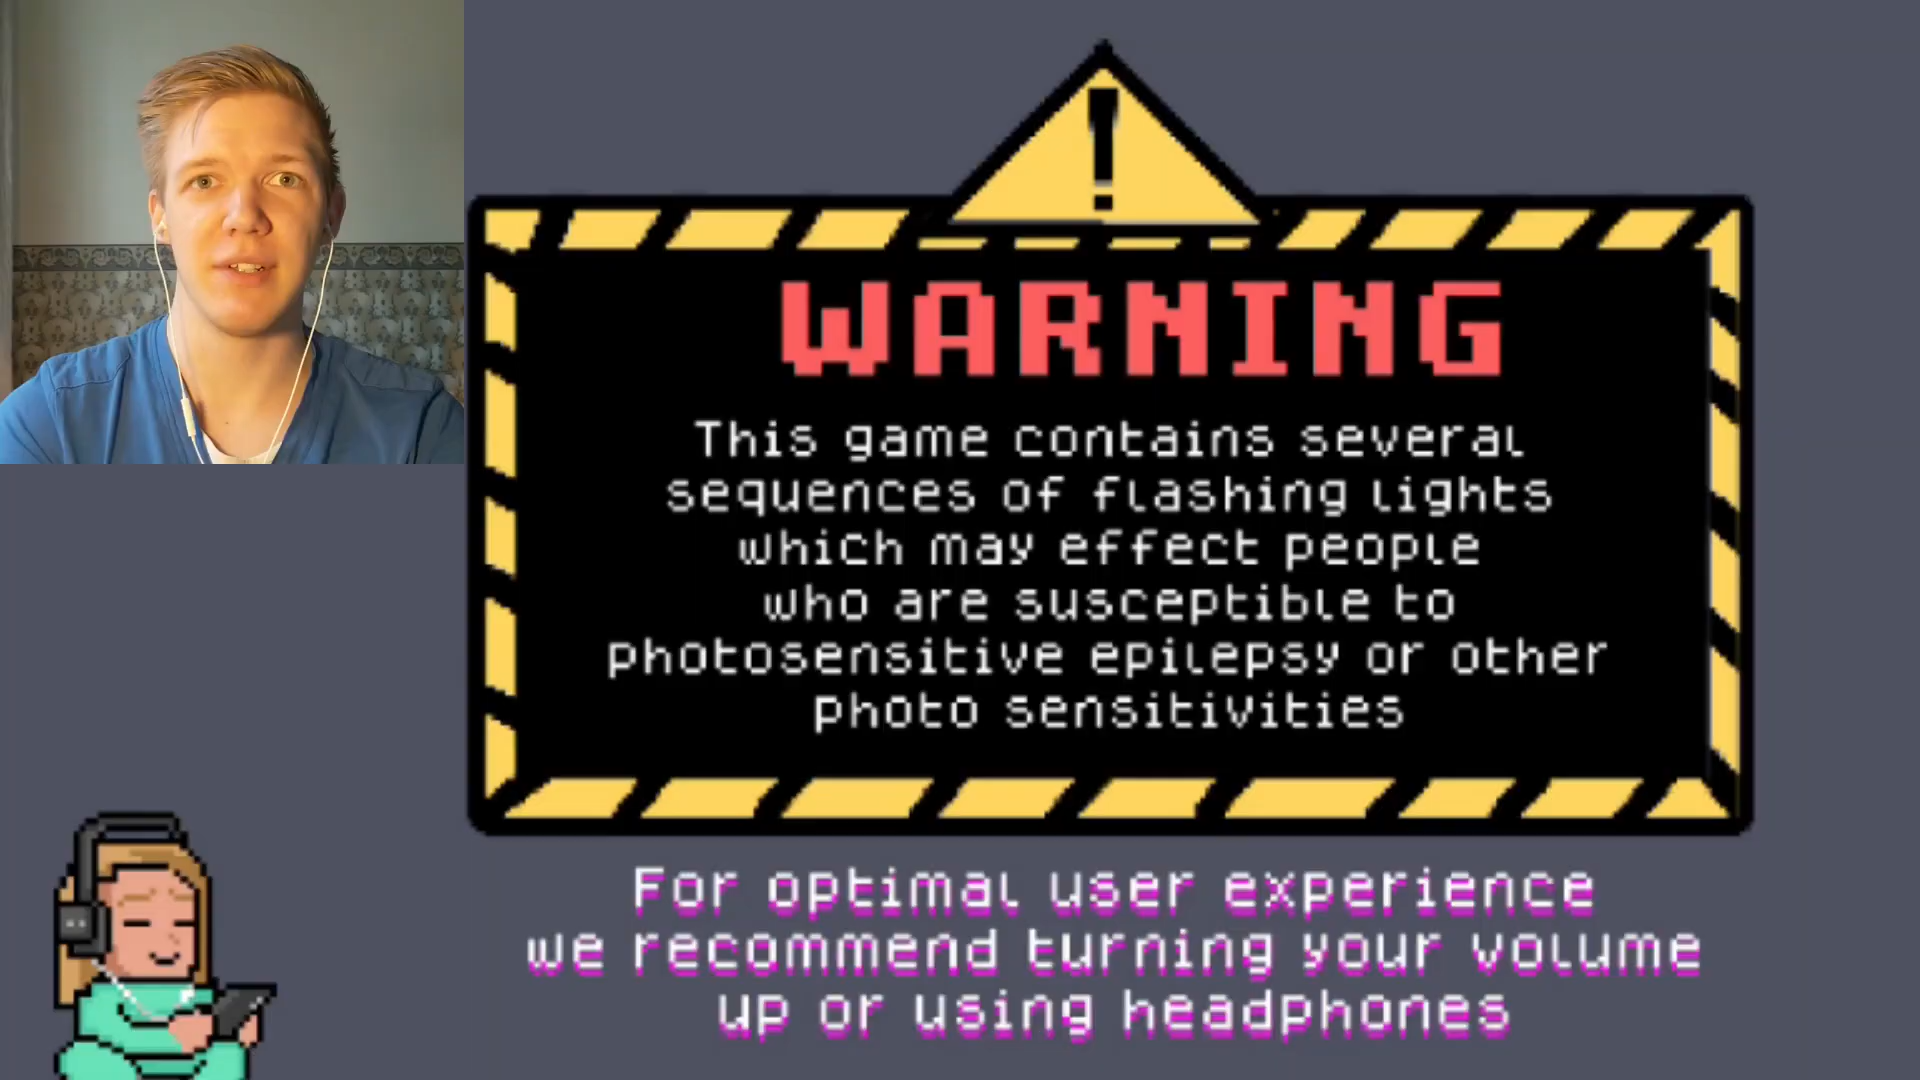 !
WARNING
This game contains several
sequences of flashing lights
which may effect people
who are susceptible to
photosensitive epilepsy or other
photo sensitivities
For optimal user experience
we recommend turning your volume
up or using headphones